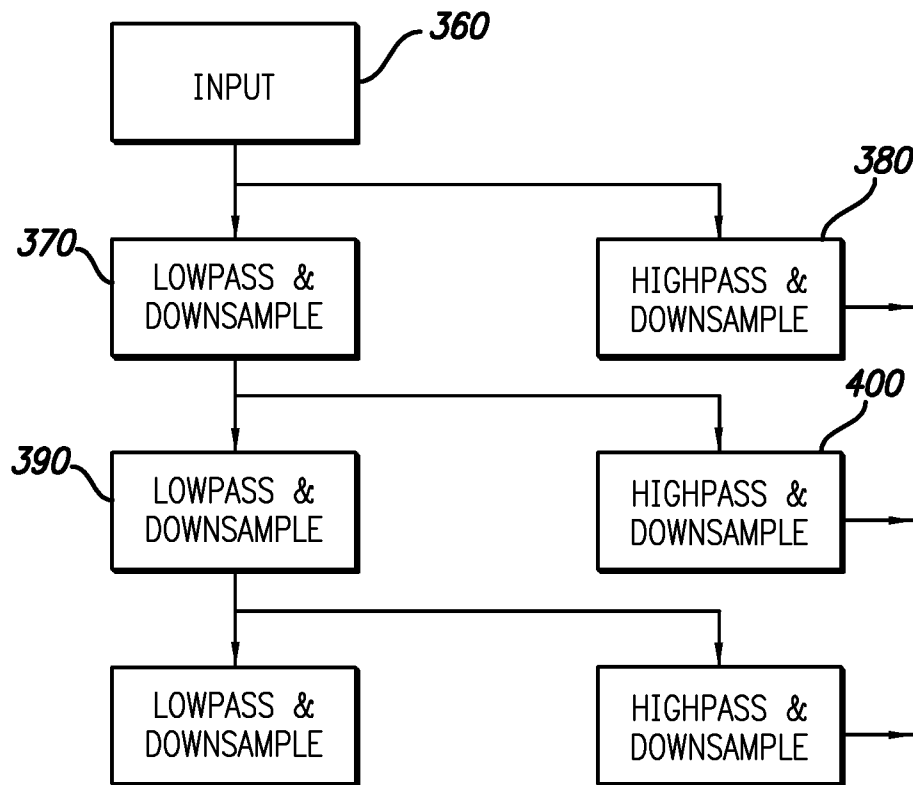 360
INPUT
380
370
LOWPASS &
DOWNSAMPLE
HIGHPASS &
DOWNSAMPLE
400
390
LOWPASS &
DOWNSAMPLE
HIGHPASS &
DOWNSAMPLE
LOWPASS &
DOWNSAMPLE
HIGHPASS &
DOWNSAMPLE